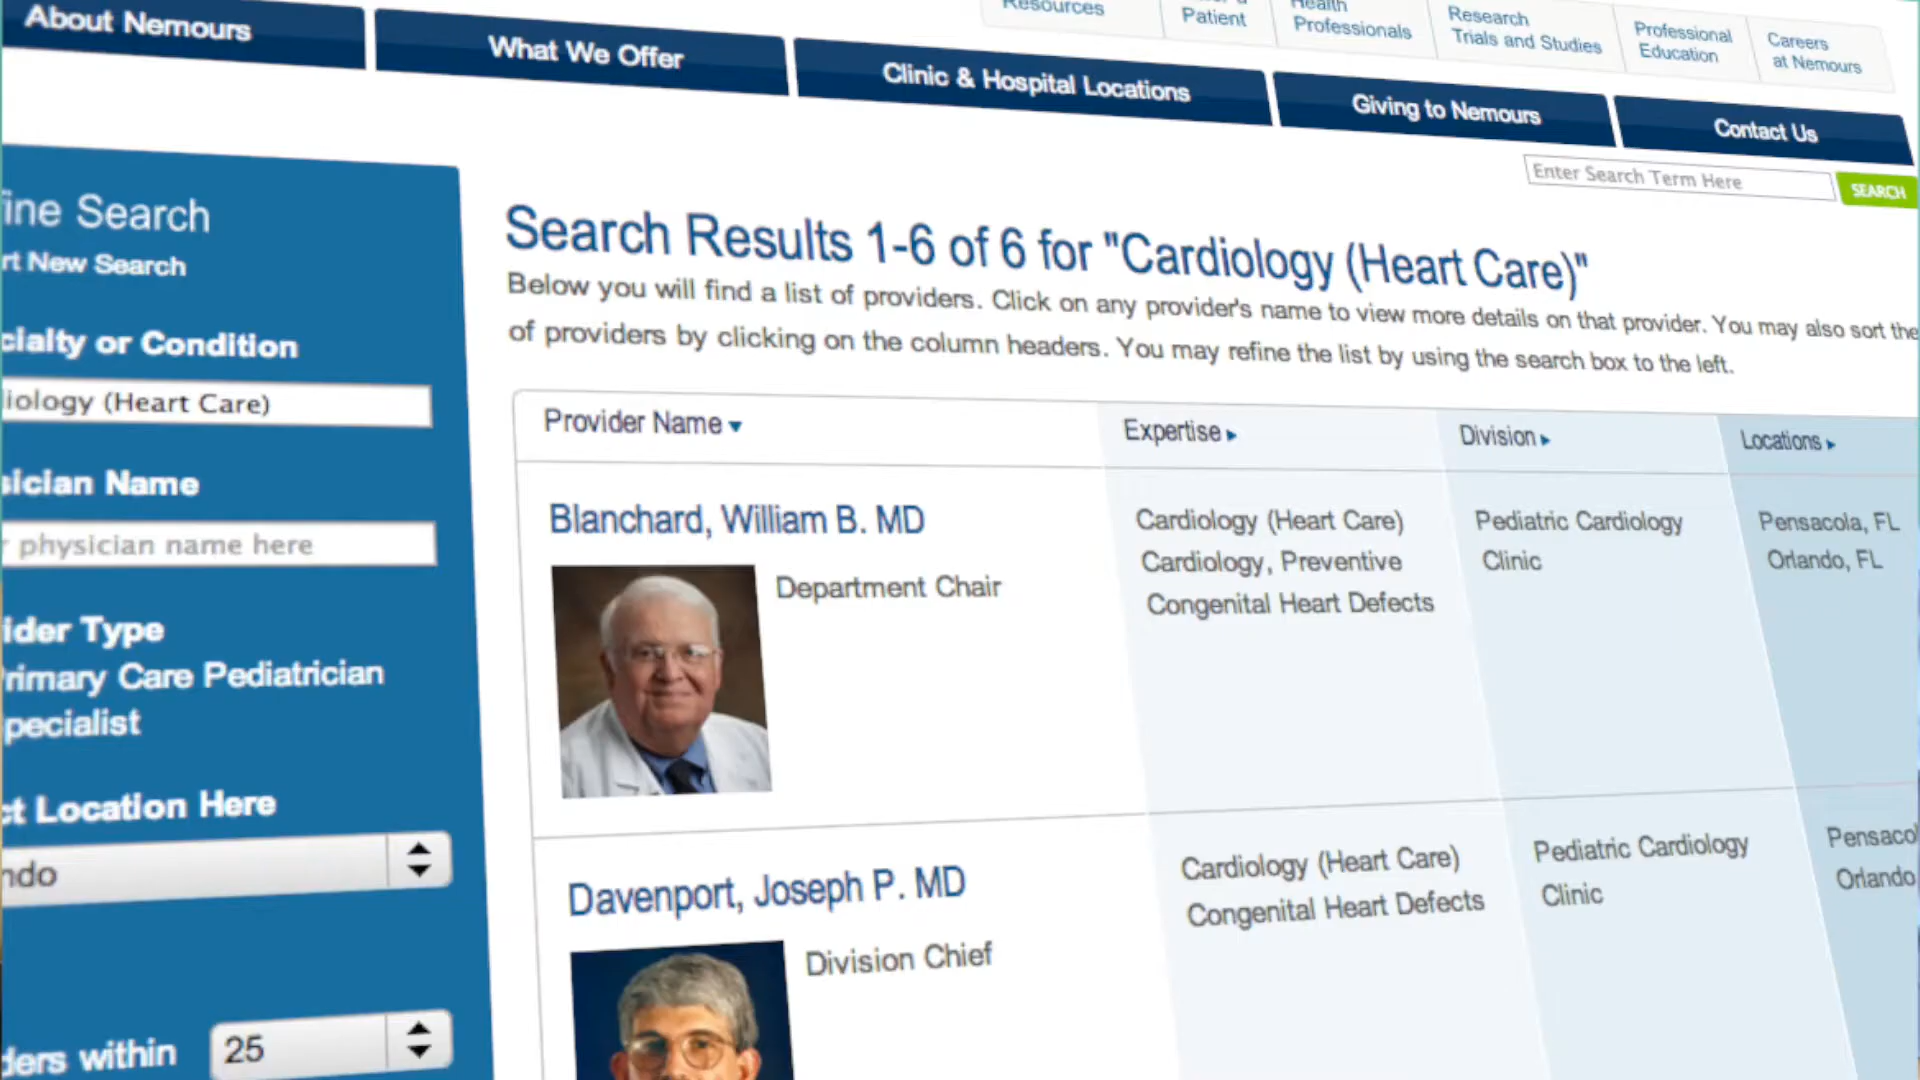 About Nemours
What We Offer
Clinic & Hospital Locations
Giving to Nemours
Contact Us
Resources
Patient
Health
Professionals
Research
Trials and Studies
Professional
Education
Careers
at Nemours
Enter Search Term Here
SEARCH
ine Search
rt New Search
cialty or Condition
iology (Heart Care)
sician Name
r physician name here
ider Type
rimary Care Pediatrician
pecialist
ct Location Here
ndo
ders within
25
Search Results 1-6 of 6 for "Cardiology (Heart Care)"
Below you will find a list of providers. Click on any provider's name to view more details on that provider. You may also sort the
of providers by clicking on the column headers. You may refine the list by using the search box to the left.
Provider Name
Expertise
Division
Locations
Blanchard, William B. MD
Department Chair
Cardiology (Heart Care)
Cardiology, Preventive
Congenital Heart Defects
Pediatric Cardiology
Clinic
Pensacola, FL
Orlando, FL
Davenport, Joseph P. MD
Division Chief
Cardiology (Heart Care)
Congenital Heart Defects
Pediatric Cardiology
Clinic
Pensacol
Orlando,